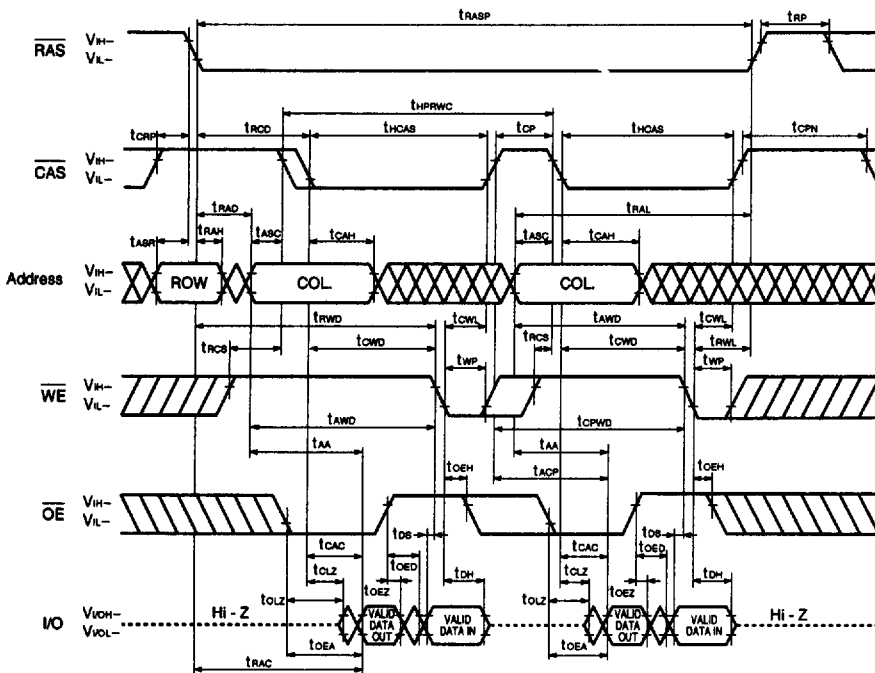 tRASP tRP
RAS VIH–
VIL–
tHPRWC
tCRP tRCD tHCAS tCP tHCAS tCPN
CAS VIH–
VIL–
tRAD tRAL
tASR tRAH tASC tCAH tASC tCAH
Address VIH–
VIL–
ROW COL. COL.
tRWD tCWL tAWD tCWL
tRCS tCWD tRCS tCWD tRWL
tWP tWP
WE VIH–
VIL–
tAWD tCPWD
tAA tAA
tOEH tACP tOEH
OE VIH–
VIL–
tCAC tDS tCAC tDS
tOED tOED
tCLZ tOEZ tDH tCLZ tOEZ tDH
tOLZ tOLZ
I/O VI/OH–
VI/OL–
Hi - Z VALID DATA OUT VALID DATA IN VALID DATA OUT VALID DATA IN Hi - Z
tOEA tOEA
tRAC